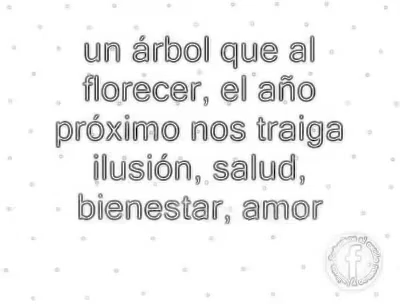 un árbol que al
florecer, el año
próximo nos traiga
ilusión, salud,
bienestar, amor